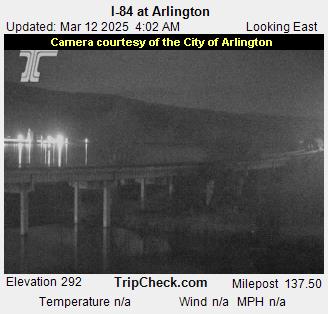 I-84 at Arlington
Updated: Mar 12 2025 4:02 AM Looking East
Camera courtesy of the City of Arlington
Elevation 292 TripCheck.com Milepost 137.50
Temperature n/a Wind n/a MPH n/a